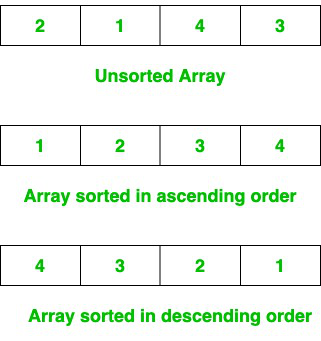 2 1 4 3
Unsorted Array
1 2 3 4
Array sorted in ascending order
4 3 2 1
Array sorted in descending order